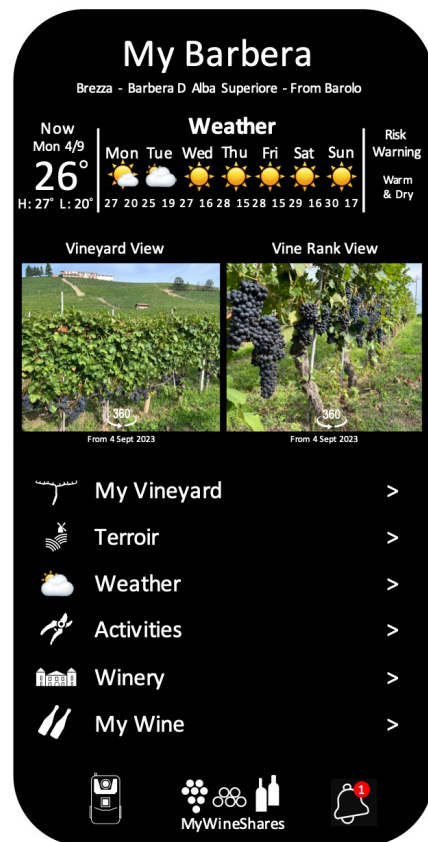 My Barbera
Brezza - Barbera D Alba Superiore - From Barolo
Now
Mon 4/9
26°
H: 27° L: 20°
Weather
Mon Tue Wed Thu Fri Sat Sun
27 20 25 19 27 16 28 15 28 15 29 16 30 17
Risk
Warning
Warm
& Dry
Vineyard View
Vine Rank View
360
360
From 4 Sept 2023
From 4 Sept 2023
My Vineyard >
Terroir >
Weather >
Activities >
Winery >
My Wine >
1
MyWineShares